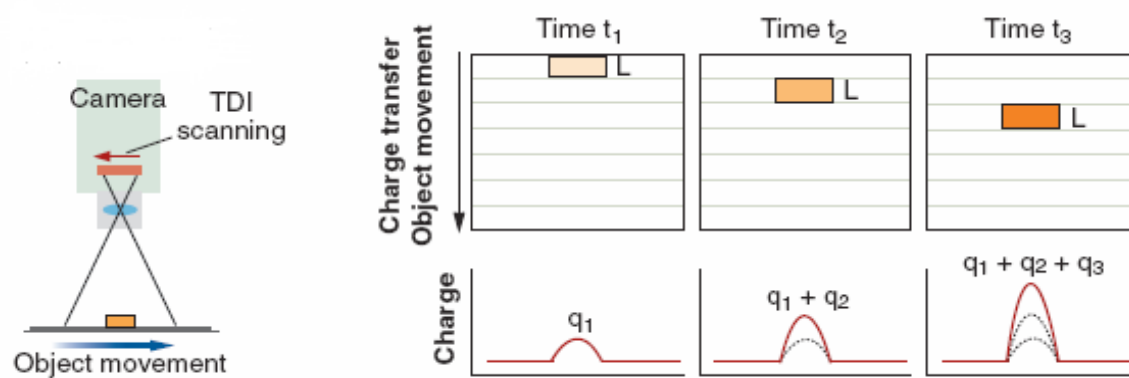 Camera
TDI
scanning
Object movement
Charge transfer
Object movement
Time t₁
L
Time t₂
L
Time t₃
L
Charge
q₁
q₁ + q₂
q₁ + q₂ + q₃